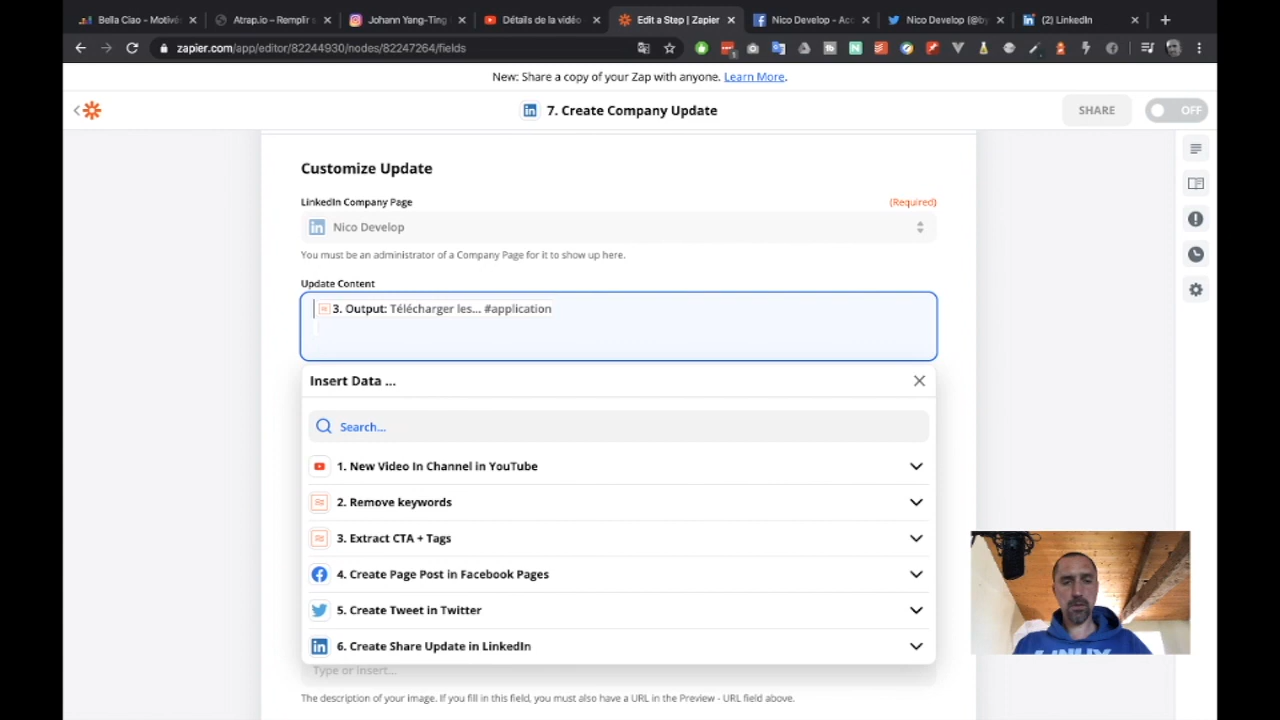 Bella Ciao - Motivé
Atrap.io – Remplir s
Johann Yang-Ting (
Détails de la vidéo -
Edit a Step | Zapier
Nico Develop - Acc
Nico Develop (@by
(2) LinkedIn
zapier.com/app/editor/82244930/nodes/82247264/fields
New: Share a copy of your Zap with anyone. Learn More.
7. Create Company Update
SHARE
OFF
Customize Update
LinkedIn Company Page
(Required)
Nico Develop
You must be an administrator of a Company Page for it to show up here.
Update Content
3. Output: Télécharger les... #application
Insert Data ...
Search...
1. New Video In Channel in YouTube
2. Remove keywords
3. Extract CTA + Tags
4. Create Page Post in Facebook Pages
5. Create Tweet in Twitter
6. Create Share Update in LinkedIn
Type or insert...
The description of your image. If you fill in this field, you must also have a URL in the Preview - URL field above.